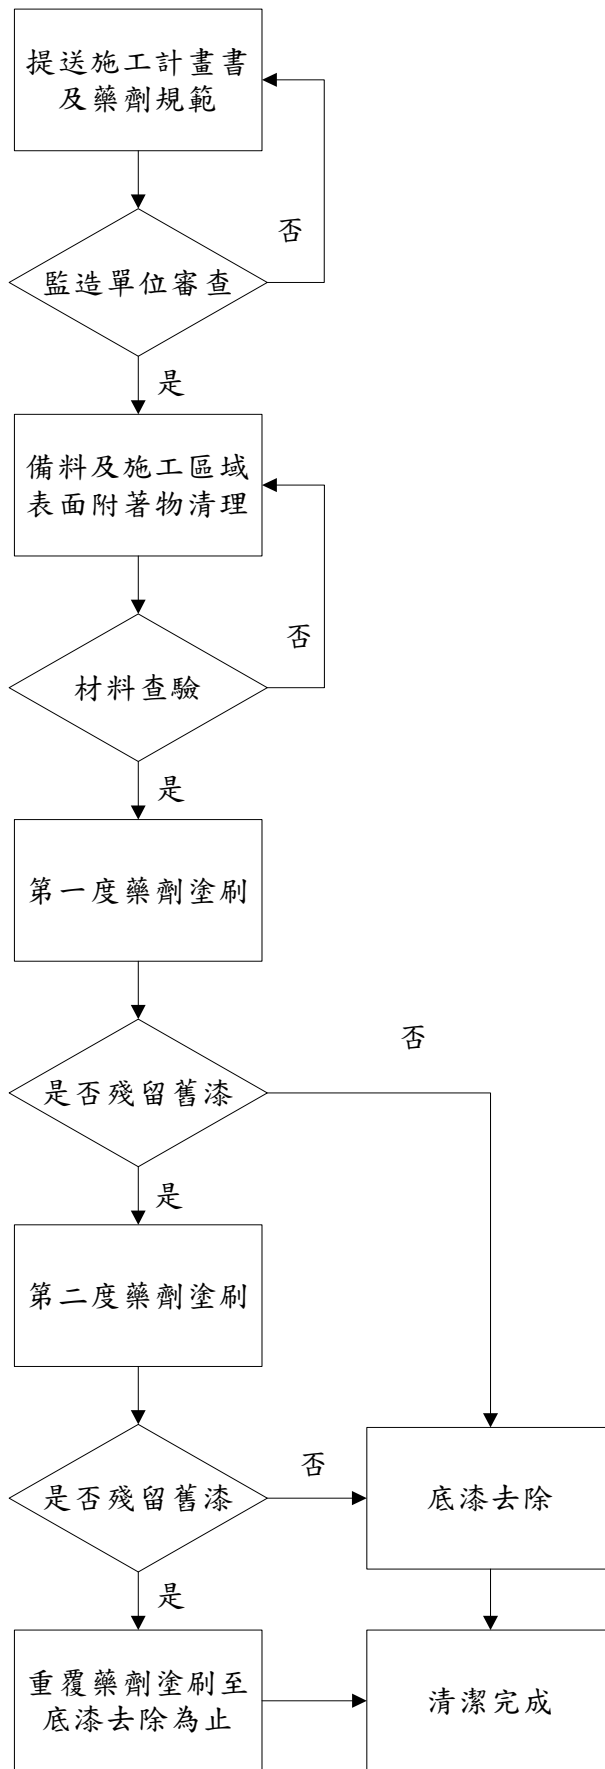 提送施工計畫書
及藥劑規範
否
監造單位審查
是
備料及施工區域
表面附著物清理
否
材料查驗
是
第一度藥劑塗刷
否
是否殘留舊漆
是
第二度藥劑塗刷
否
是否殘留舊漆
底漆去除
是
重覆藥劑塗刷至
底漆去除為止
清潔完成